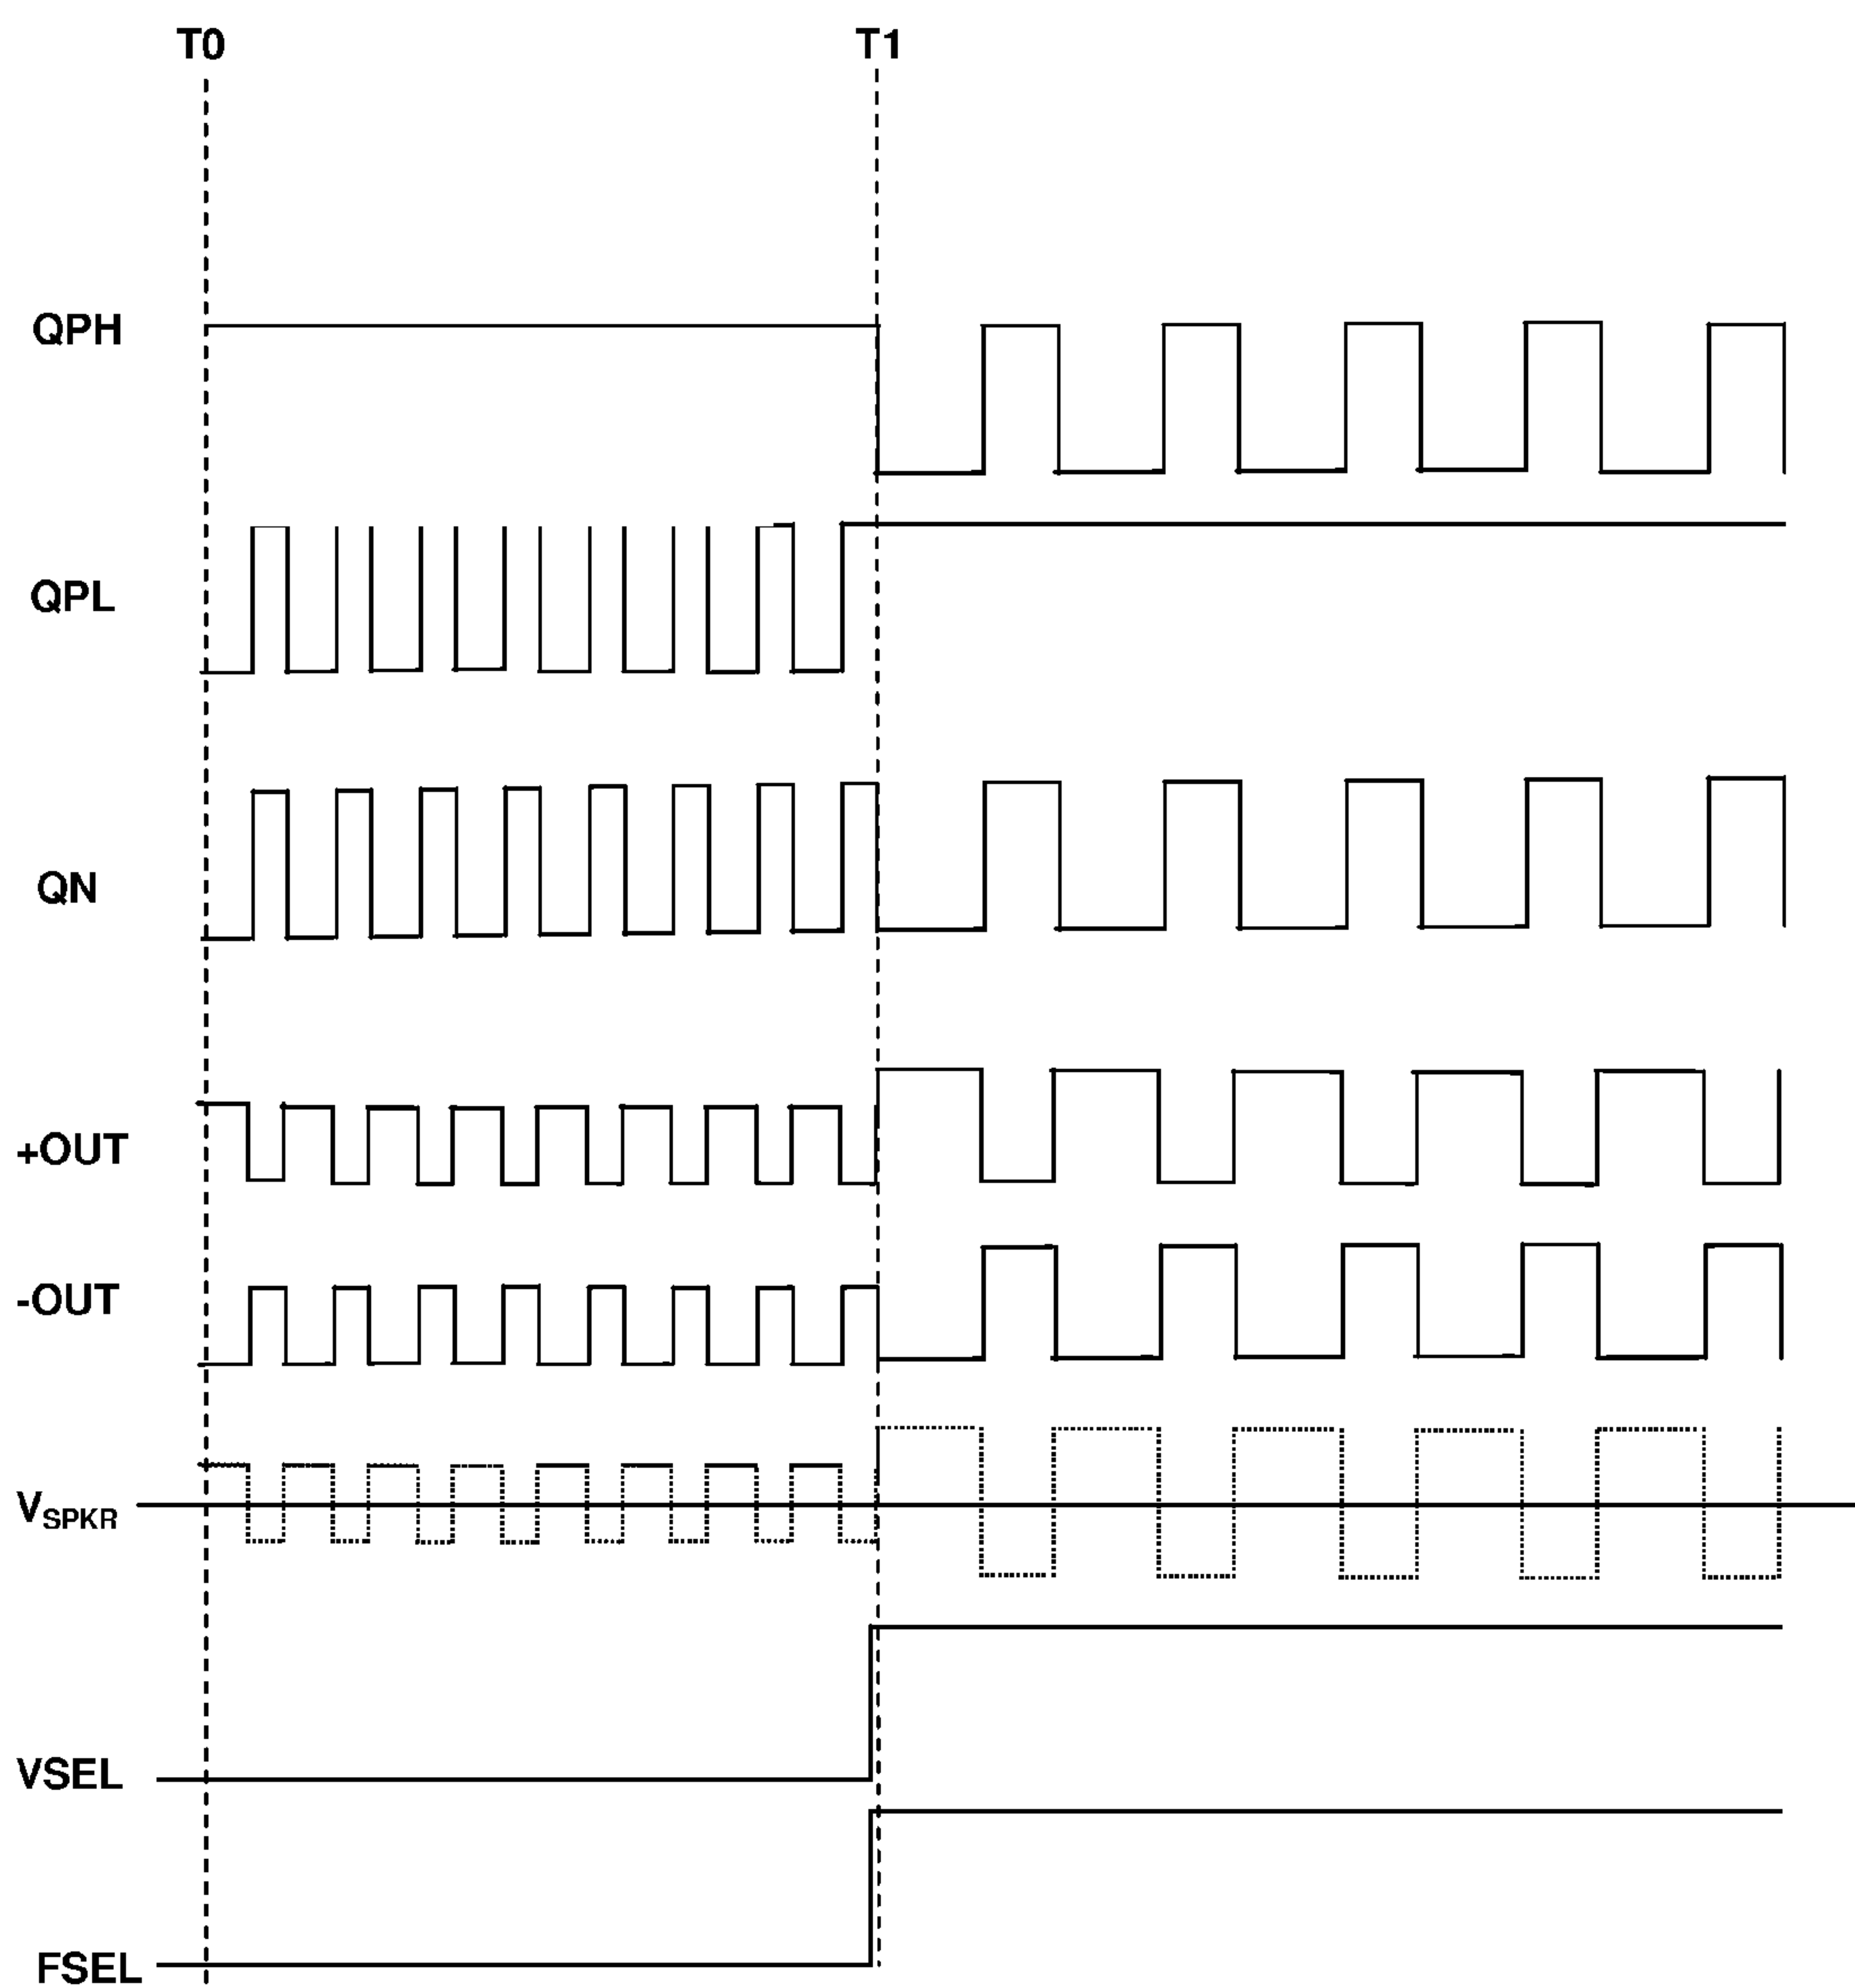 T0 T1
QPH
QPL
QN
+OUT
-OUT
VSPKR
VSEL
FSEL